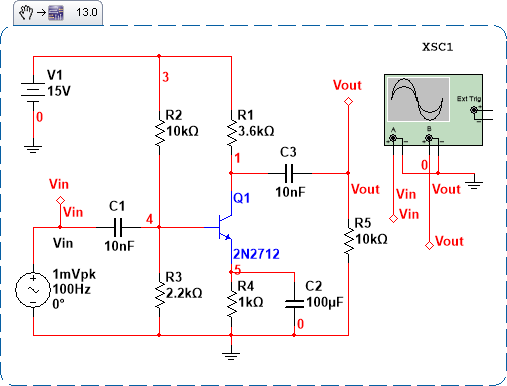 13.0
XSC1
V1
15V
0
3
R2
10kΩ
R1
3.6kΩ
Vout
Ext Trig
A
B
0
1
C3
10nF
Vout
Vin
Vin
Vout
Vout
Vin
Vin
Vin
C1
10nF
4
Q1
2N2712
R5
10kΩ
1mVpk
100Hz
0°
R3
2.2kΩ
5
R4
1kΩ
C2
100µF
0